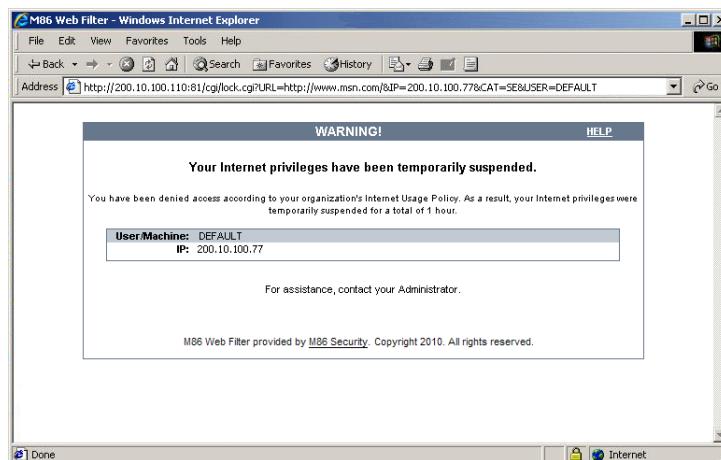 M86 Web Filter - Windows Internet Explorer
File Edit View Favorites Tools Help
Back Search Favorites History
Address http://200.10.100.110:81/cgi/lock.cgi?URL=http://www.msn.com/&IP=200.10.100.77&CAT=SE&USER=DEFAULT Go
WARNING! HELP
Your Internet privileges have been temporarily suspended.
You have been denied access according to your organization's Internet Usage Policy. As a result, your Internet privileges were
temporarily suspended for a total of 1 hour.
User/Machine: DEFAULT
IP: 200.10.100.77
For assistance, contact your Administrator.
M86 Web Filter provided by M86 Security. Copyright 2010. All rights reserved.
Done Internet